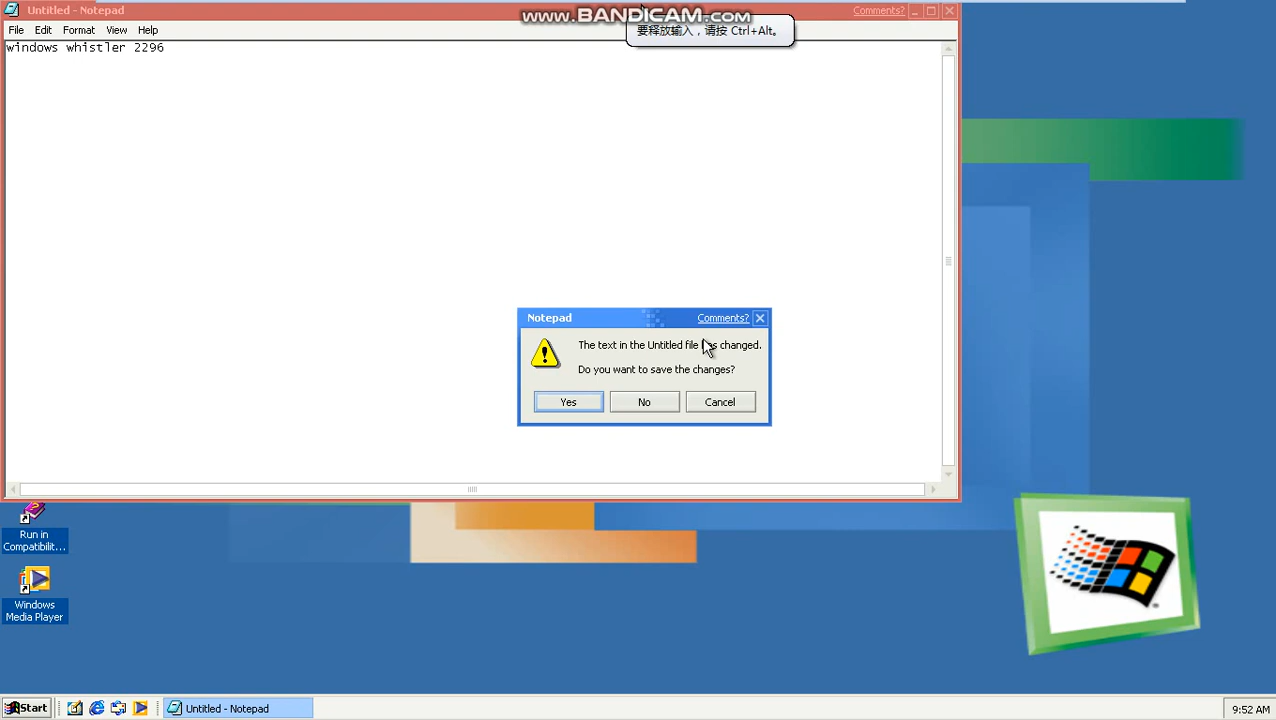 Untitled - Notepad
Comments?
www.BANDICAM.com
要释放输入，请按 Ctrl+Alt。
File Edit Format View Help
windows whistler 2296
Notepad
Comments?
The text in the Untitled file has changed.
Do you want to save the changes?
Yes No Cancel
Run in
Compatibilit...
Windows
Media Player
Start
Untitled - Notepad
9:52 AM